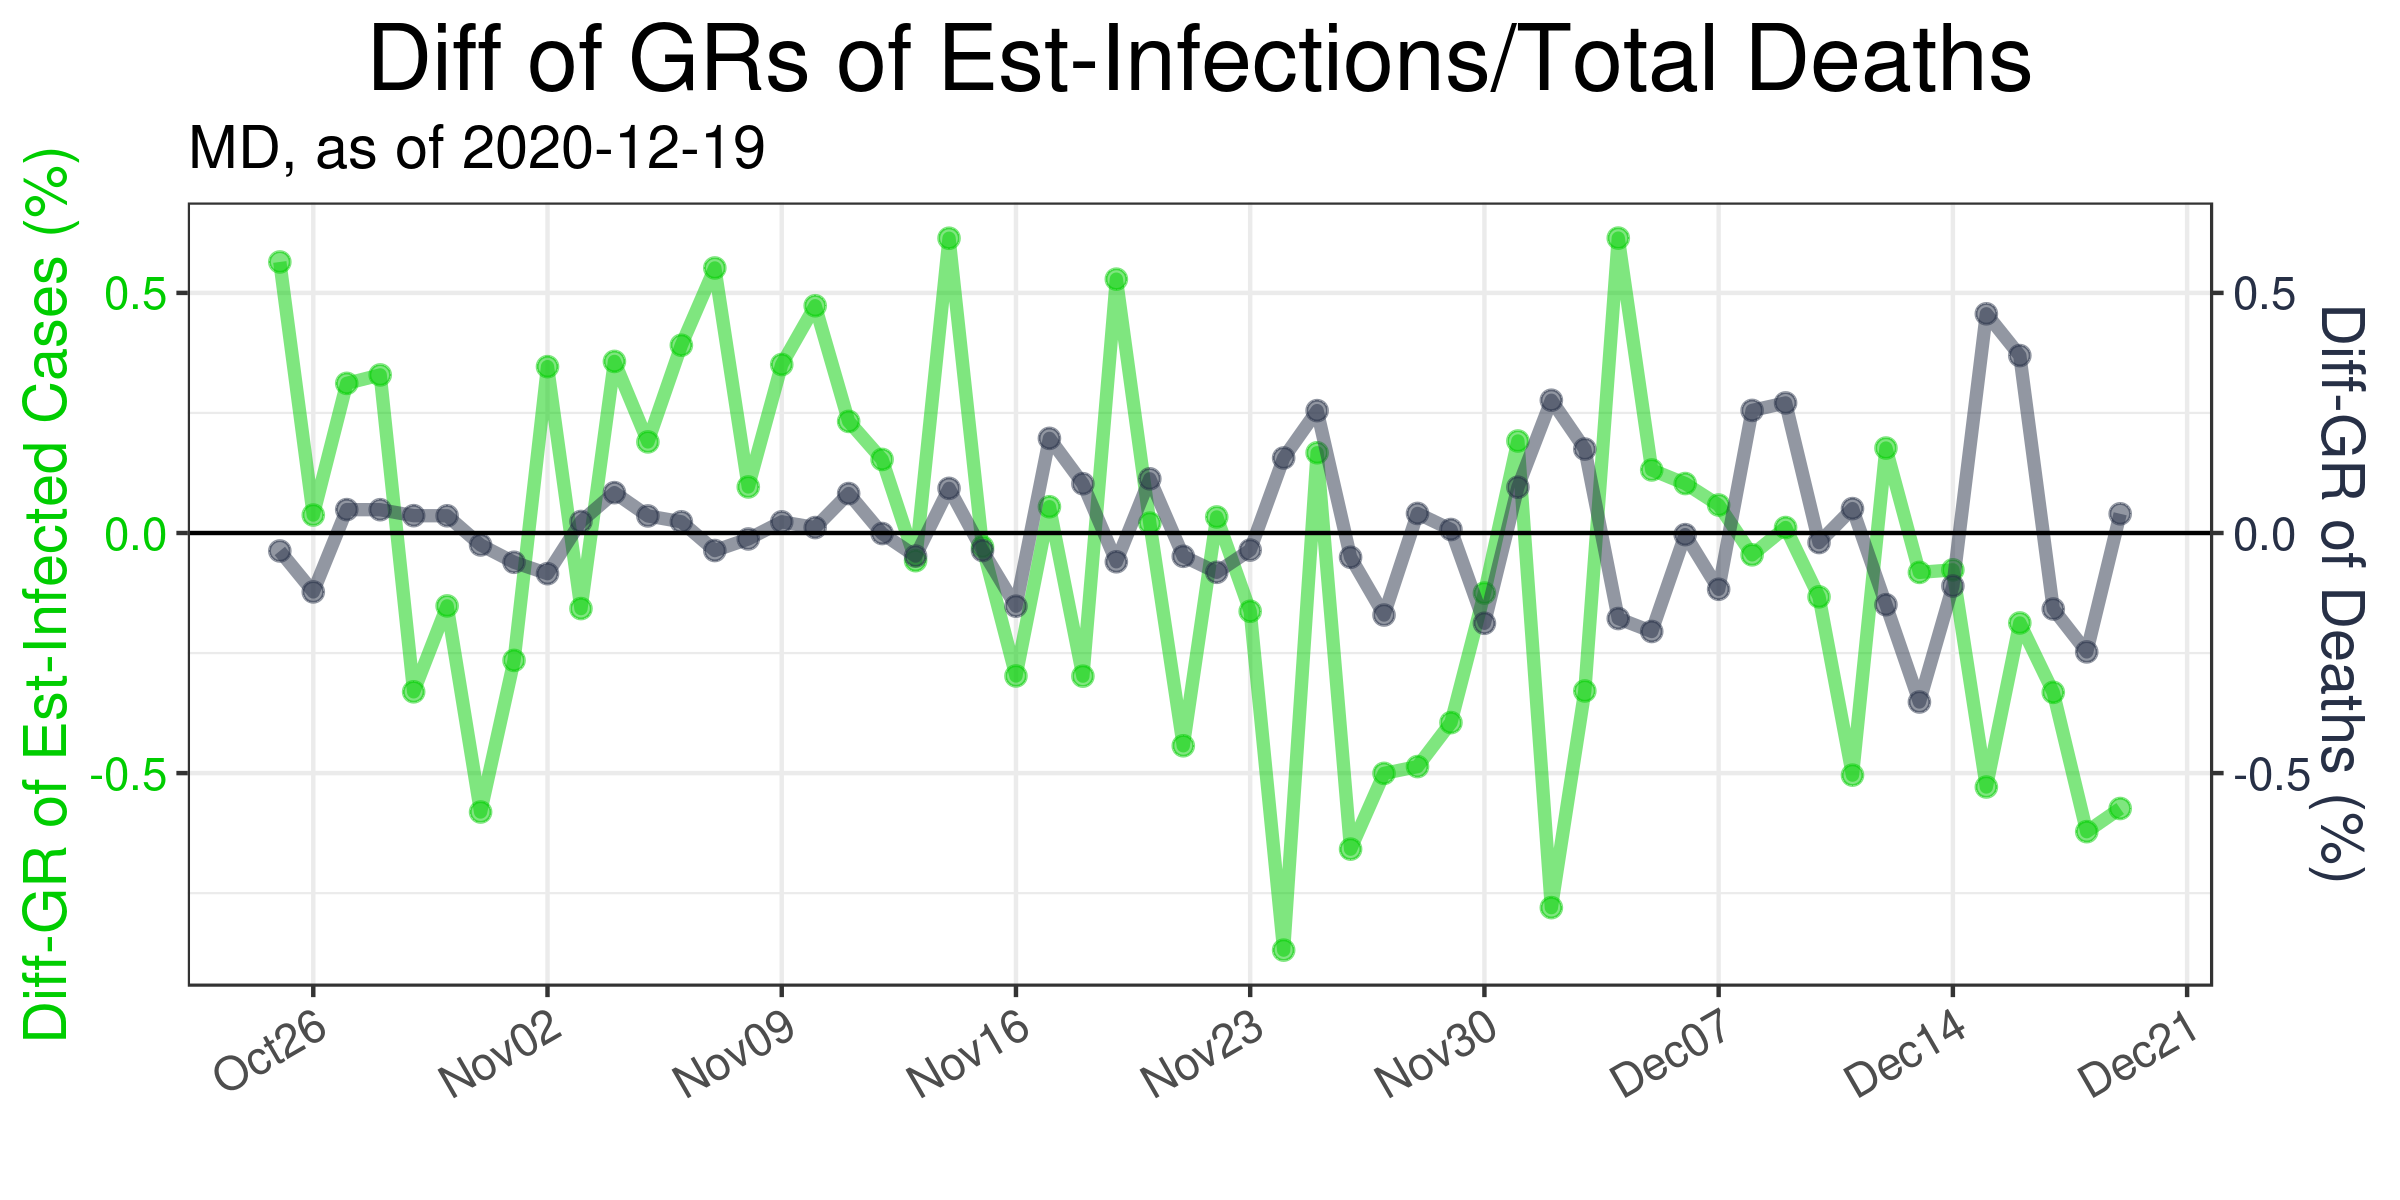 Diff of GRs of Est-Infections/Total Deaths
MD, as of 2020-12-19
Diff-GR of Est-Infected Cases (%)
0.5
0.0
-0.5
0.5
0.0
-0.5
Diff-GR of Deaths (%)
Oct26
Nov02
Nov09
Nov16
Nov23
Nov30
Dec07
Dec14
Dec21